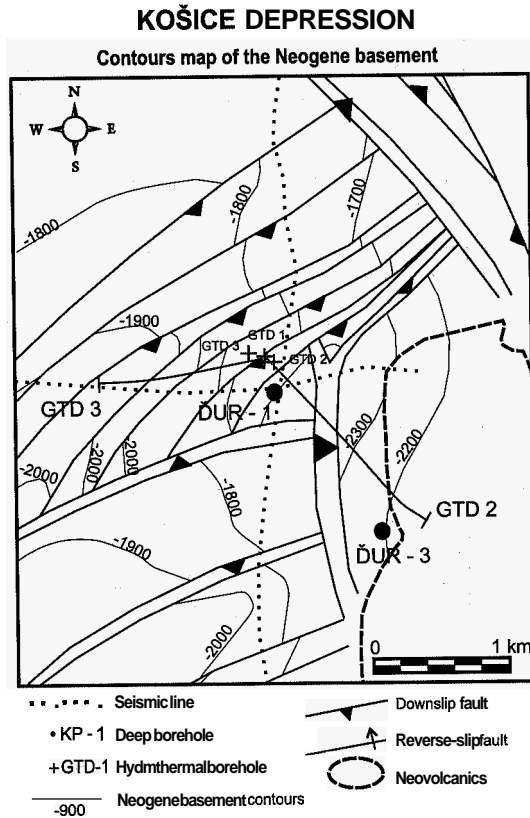 KOŠICE DEPRESSION
Contours map of the Neogene basement
N
W E
S
-1800
-1800
-1700
-1900
GTD 1
GTD 3
GTD 2
GTD 3
ĎUR - 1
-2300
-2200
-2000
-2000
-2000
-1800
GTD 2
-1900
ĎUR - 3
-2000
0 1 km
Seismic line
Downslip fault
KP - 1 Deep borehole
Reverse-slipfault
GTD-1 Hydmthermalborehole
Neovolcanics
-900 Neogenebasement contours